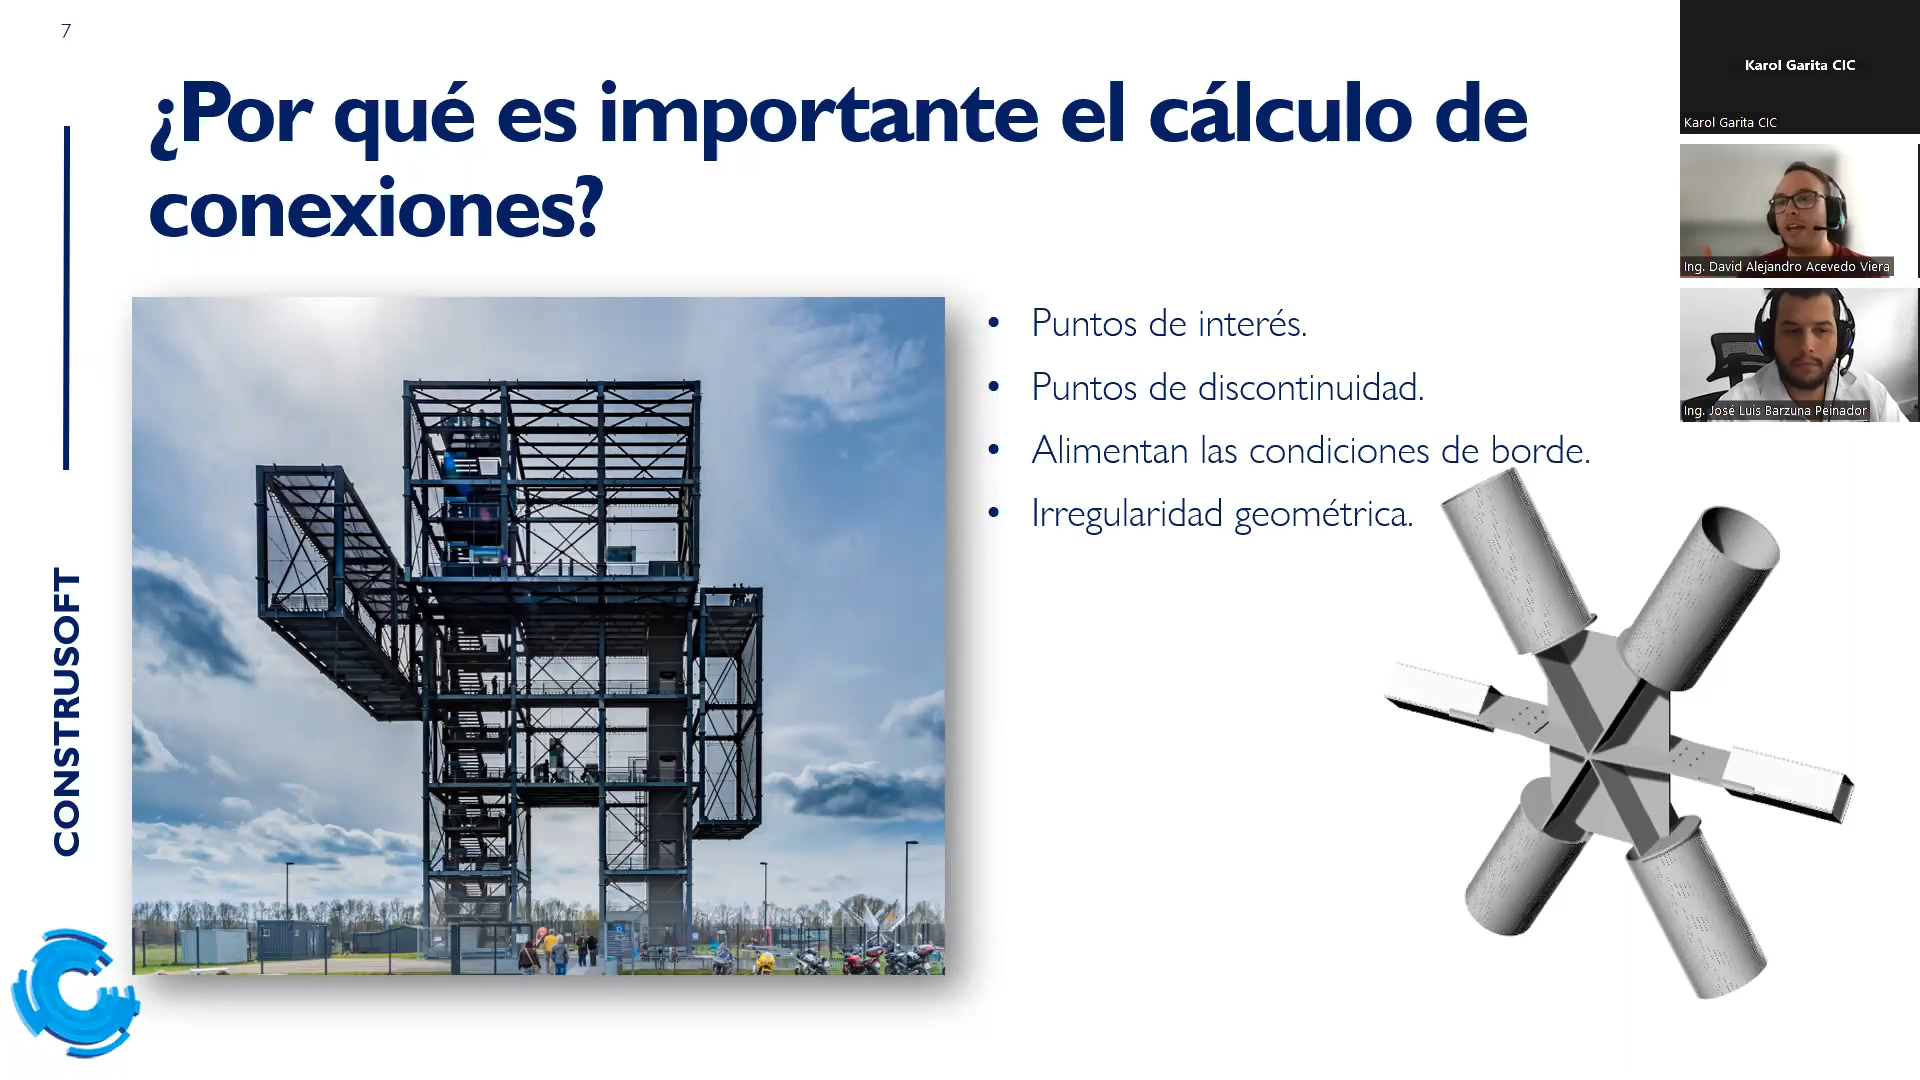 7
¿Por qué es importante el cálculo de
conexiones?
• Puntos de interés.
• Puntos de discontinuidad.
• Alimentan las condiciones de borde.
• Irregularidad geométrica.
CONSTRUSOFT
Karol Garita CIC
Karol Garita CIC
Ing. David Alejandro Acevedo Viera
Ing. José Luis Barzuna Peinador